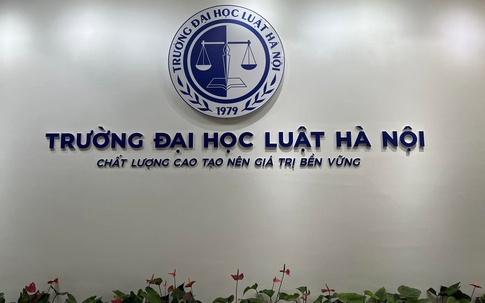 TRƯỜNG ĐẠI HỌC LUẬT HÀ NỘI
1979
TRƯỜNG ĐẠI HỌC LUẬT HÀ NỘI
CHẤT LƯỢNG CAO TẠO NÊN GIÁ TRỊ BỀN VỮNG